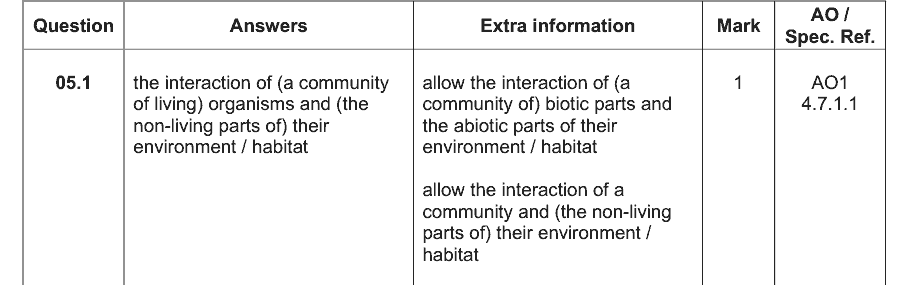 Question Answers Extra information Mark AO /
Spec. Ref.
05.1 the interaction of (a community allow the interaction of (a 1 AO1
of living) organisms and (the community of) biotic parts and 4.7.1.1
non-living parts of) their the abiotic parts of their
environment / habitat environment / habitat
allow the interaction of a
community and (the non-living
parts of) their environment /
habitat